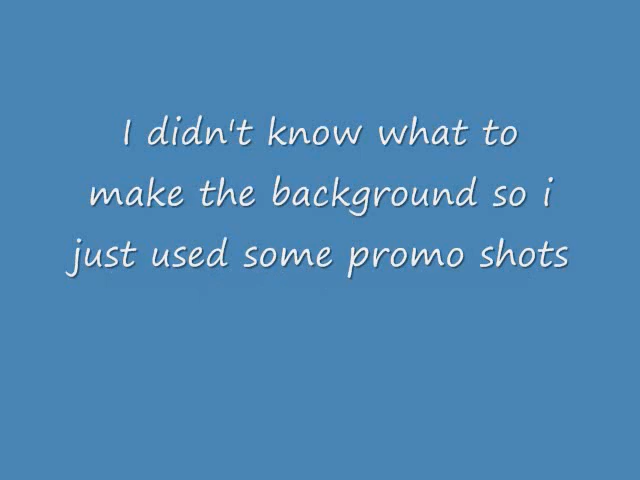 I didn't know what to
make the background so i
just used some promo shots